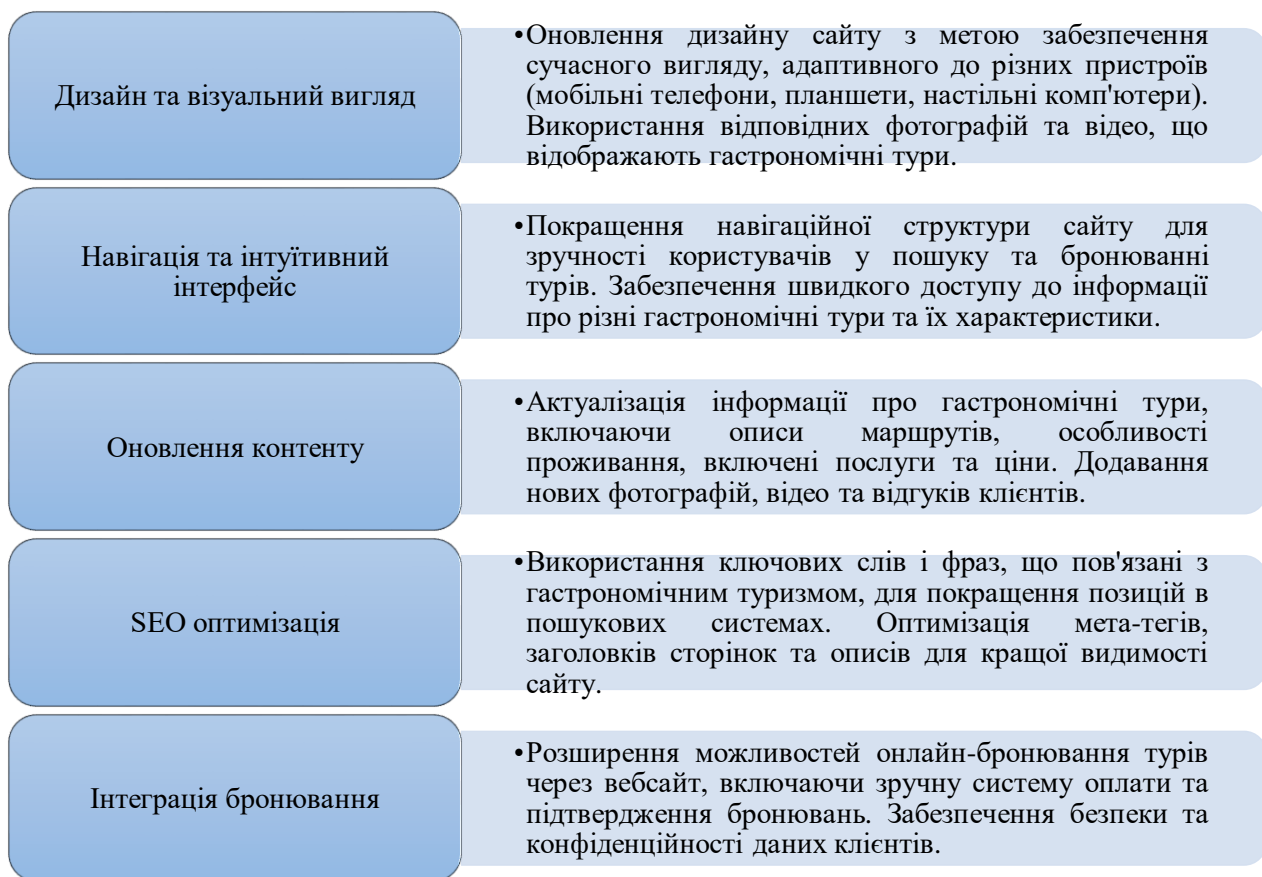 Дизайн та візуальний вигляд
•Оновлення дизайну сайту з метою забезпечення
сучасного вигляду, адаптивного до різних пристроїв
(мобільні телефони, планшети, настільні комп'ютери).
Використання відповідних фотографій та відео, що
відображають гастрономічні тури.
Навігація та інтуїтивний
інтерфейс
•Покращення навігаційної структури сайту для
зручності користувачів у пошуку та бронюванні
турів. Забезпечення швидкого доступу до інформації
про різні гастрономічні тури та їх характеристики.
Оновлення контенту
•Актуалізація інформації про гастрономічні тури,
включаючи описи маршрутів, особливості
проживання, включені послуги та ціни. Додавання
нових фотографій, відео та відгуків клієнтів.
SEO оптимізація
•Використання ключових слів і фраз, що пов'язані з
гастрономічним туризмом, для покращення позицій в
пошукових системах. Оптимізація мета-тегів,
заголовків сторінок та описів для кращої видимості
сайту.
Інтеграція бронювання
•Розширення можливостей онлайн-бронювання турів
через вебсайт, включаючи зручну систему оплати та
підтвердження бронювань. Забезпечення безпеки та
конфіденційності даних клієнтів.